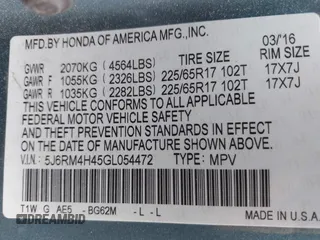 MFD.BY HONDA OF AMERICA MFG.,INC.
03/'16
GVWR 2070KG ( 4564LBS) TIRE SIZE RIM SIZE
GAWR F 1055KG ( 2326LBS) 225/65R17 102T 17X7J
GAWR R 1035KG ( 2282LBS) 225/65R17 102T 17X7J
THIS VEHICLE CONFORMS TO ALL APPLICABLE
FEDERAL MOTOR VEHICLE SAFETY
AND THEFT PREVENTION STANDARDS IN EFFECT
ON THE DATE OF MANUFACTURE SHOWN ABOVE.
V.I.N.: 5J6RM4H45GL054472 TYPE: MPV
T1W G AE5 - BG62M - L - L
DREAMBID